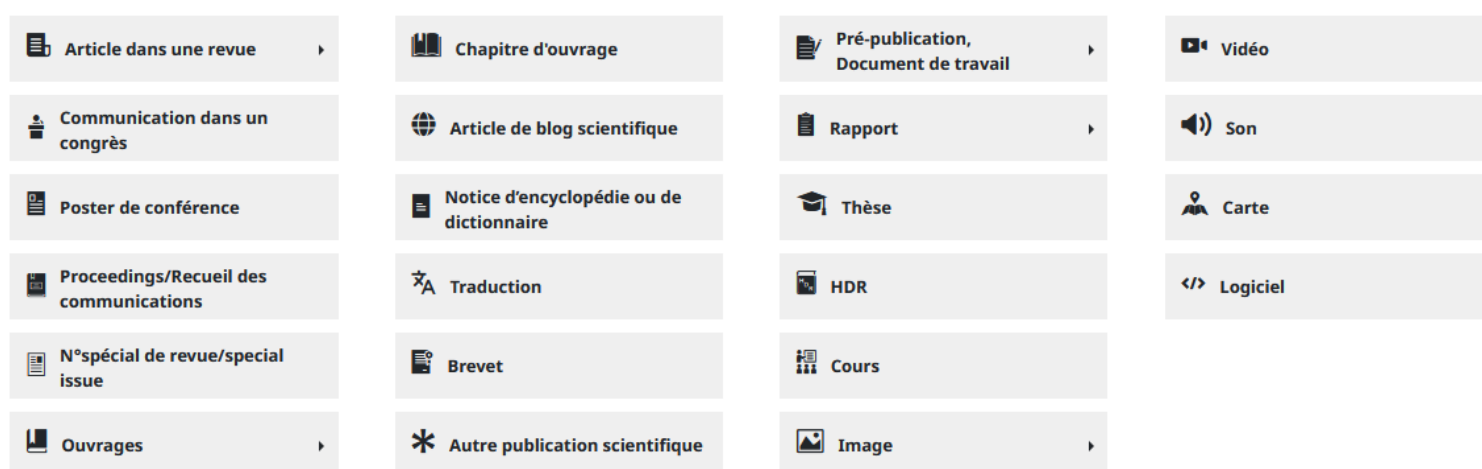 Article dans une revue
Communication dans un
congrès
Poster de conférence
Proceedings/Recueil des
communications
N°spécial de revue/special
issue
Ouvrages
Chapitre d'ouvrage
Article de blog scientifique
Notice d’encyclopédie ou de
dictionnaire
Traduction
Brevet
Autre publication scientifique
Pré-publication,
Document de travail
Rapport
Thèse
HDR
Cours
Image
Vidéo
Son
Carte
Logiciel